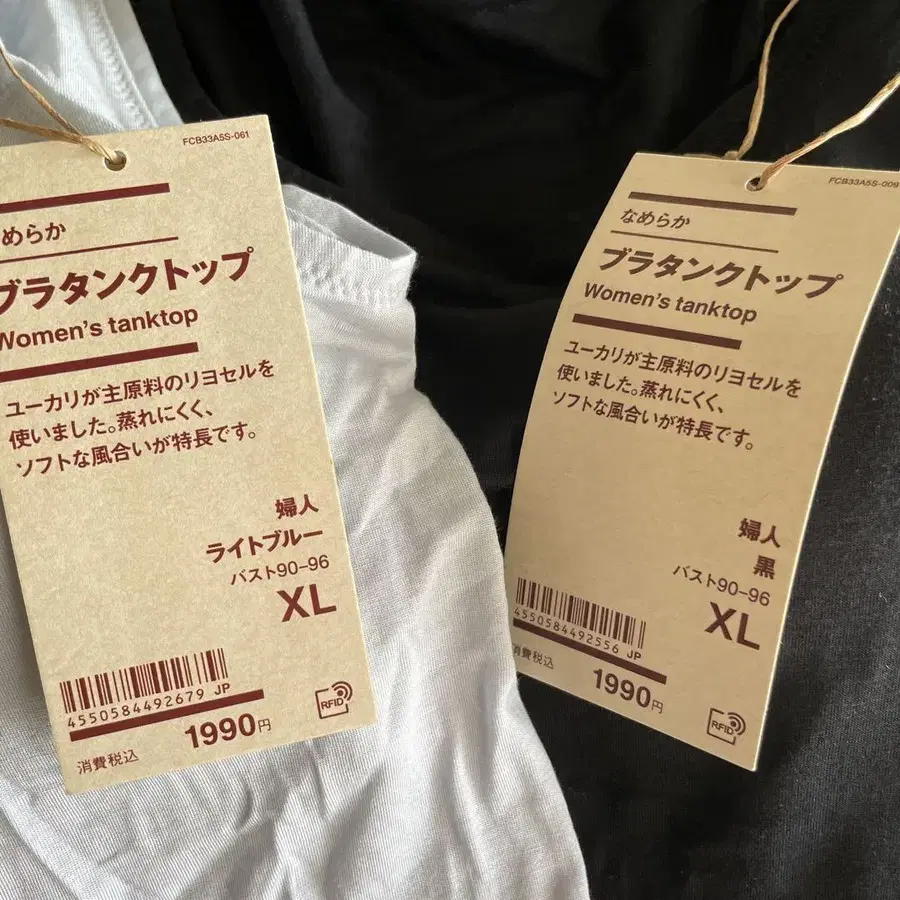 FCB33A5S-061
なめらか
ブラタンクトップ
Women's tanktop
ユーカリが主原料のリヨセルを
使いました。蒸れにくく、
ソフトな風合いが特長です。
婦人
ライトブルー
バスト90-96
XL
4550584492679 JP
1990円
消費税込
RFID
FCB33A5S-009
なめらか
ブラタンクトップ
Women's tanktop
ユーカリが主原料のリヨセルを
使いました。蒸れにくく、
ソフトな風合いが特長です。
婦人
黒
バスト90-96
XL
4550584492556 JP
消費税込
1990円
RFID